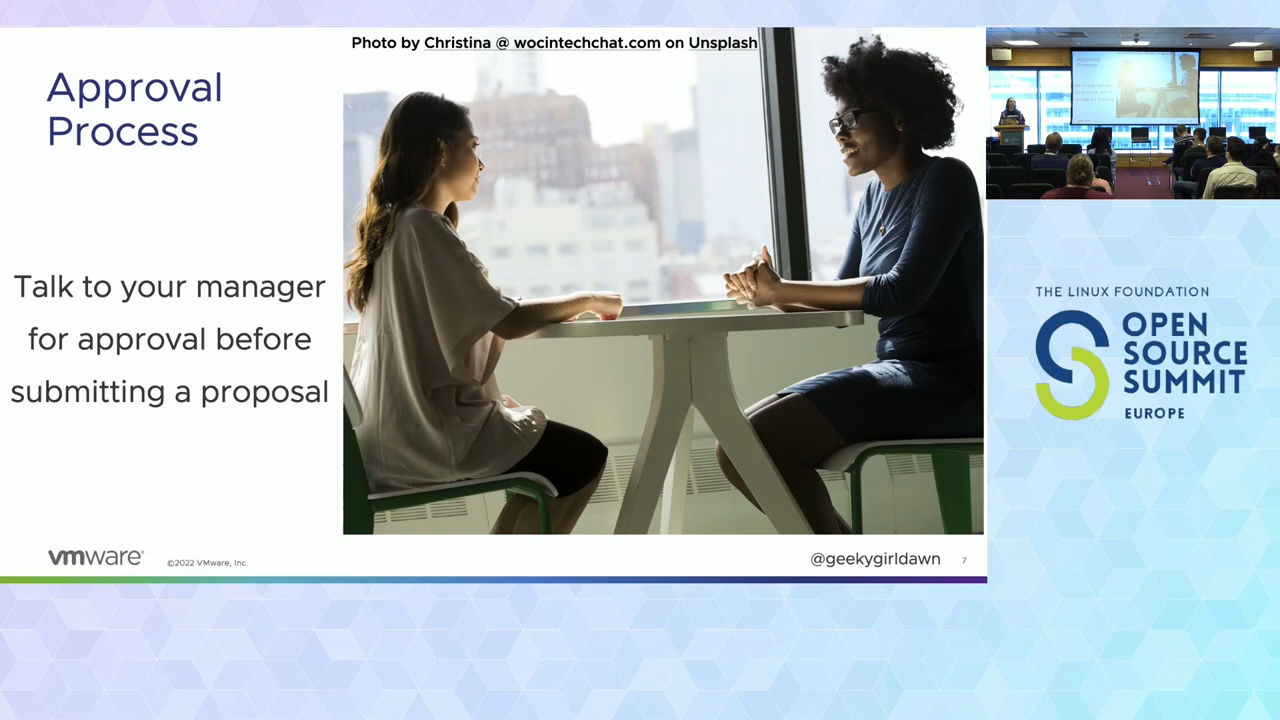 Photo by Christina @ wocintechchat.com on Unsplash
Approval
Process
Talk to your manager
for approval before
submitting a proposal
vmware®
©2022 VMware, Inc.
@geekygirldawn
7
THE LINUX FOUNDATION
OPEN
SOURCE
SUMMIT
EUROPE